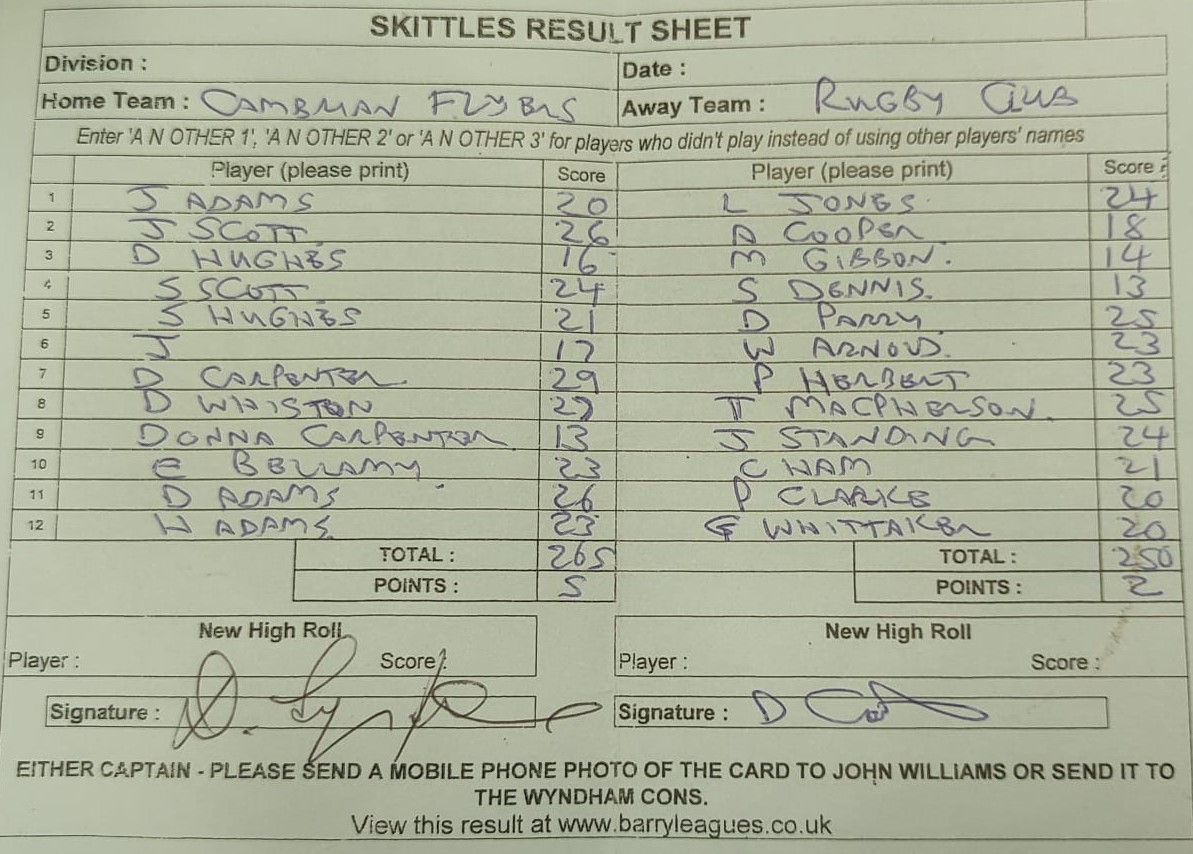 SKITTLES RESULT SHEET
Division :
Date :
Home Team : CAMBRIAN FLYERS
Away Team : RUGBY CLUB
Enter 'A N OTHER 1', 'A N OTHER 2' or 'A N OTHER 3' for players who didn't play instead of using other players' names
Player (please print) Score Player (please print) Score
1 J ADAMS 20 L JONES 24
2 J SCOTT 26 A COOPER 18
3 D HUGHES 16 M GIBBON. 14
4 S SCOTT 24 S DENNIS. 13
5 S HUGHES 21 D PARRY 25
6 J 17 W ARNOLD. 23
7 D CARPENTER. 29 P HERBERT 23
8 D WHISTON 27 MACPHERSON. 25
9 DONNA CARPENTER 13 J STANDING 24
10 E BELLAMY 23 C HAM 21
11 D ADAMS 26 P CLARKE 20
12 H ADAMS 23 G WHITTAKER 20
TOTAL : 265 TOTAL : 250
POINTS : 5 POINTS : 2
New High Roll
Player : Score :
Signature :
New High Roll
Player : Score :
Signature : D
EITHER CAPTAIN - PLEASE SEND A MOBILE PHONE PHOTO OF THE CARD TO JOHN WILLIAMS OR SEND IT TO
THE WYNDHAM CONS.
View this result at www.barryleagues.co.uk